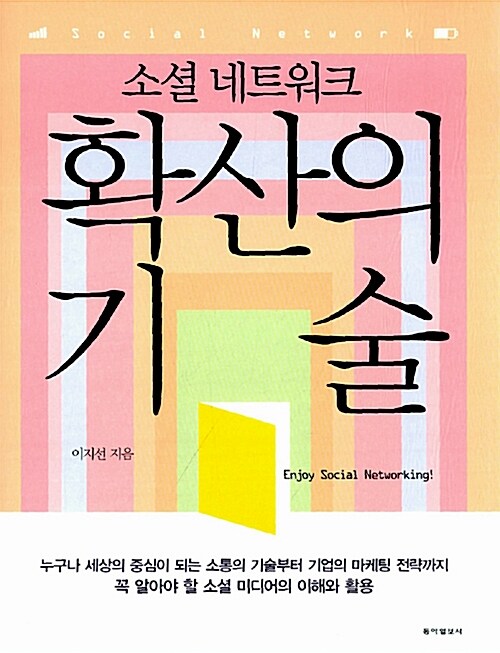 Social Network
소셜 네트워크
확산의
기술
이지선 지음
Enjoy Social Networking!
누구나 세상의 중심이 되는 소통의 기술부터 기업의 마케팅 전략까지
꼭 알아야 할 소셜 미디어의 이해와 활용
동아일보사